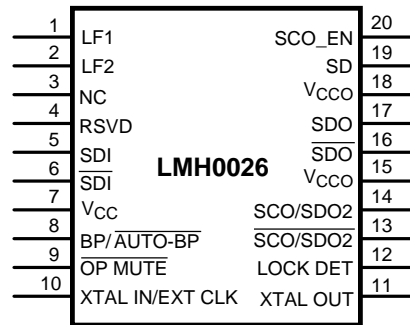 1 LF1 SCO_EN 20
2 LF2 SD 19
3 NC VCCO 18
4 RSVD SDO 17
5 SDI SDO 16
6 SDI VCCO 15
LMH0026
7 VCC SCO/SDO2 14
8 BP/AUTO-BP SCO/SDO2 13
9 OP MUTE LOCK DET 12
10 XTAL IN/EXT CLK XTAL OUT 11